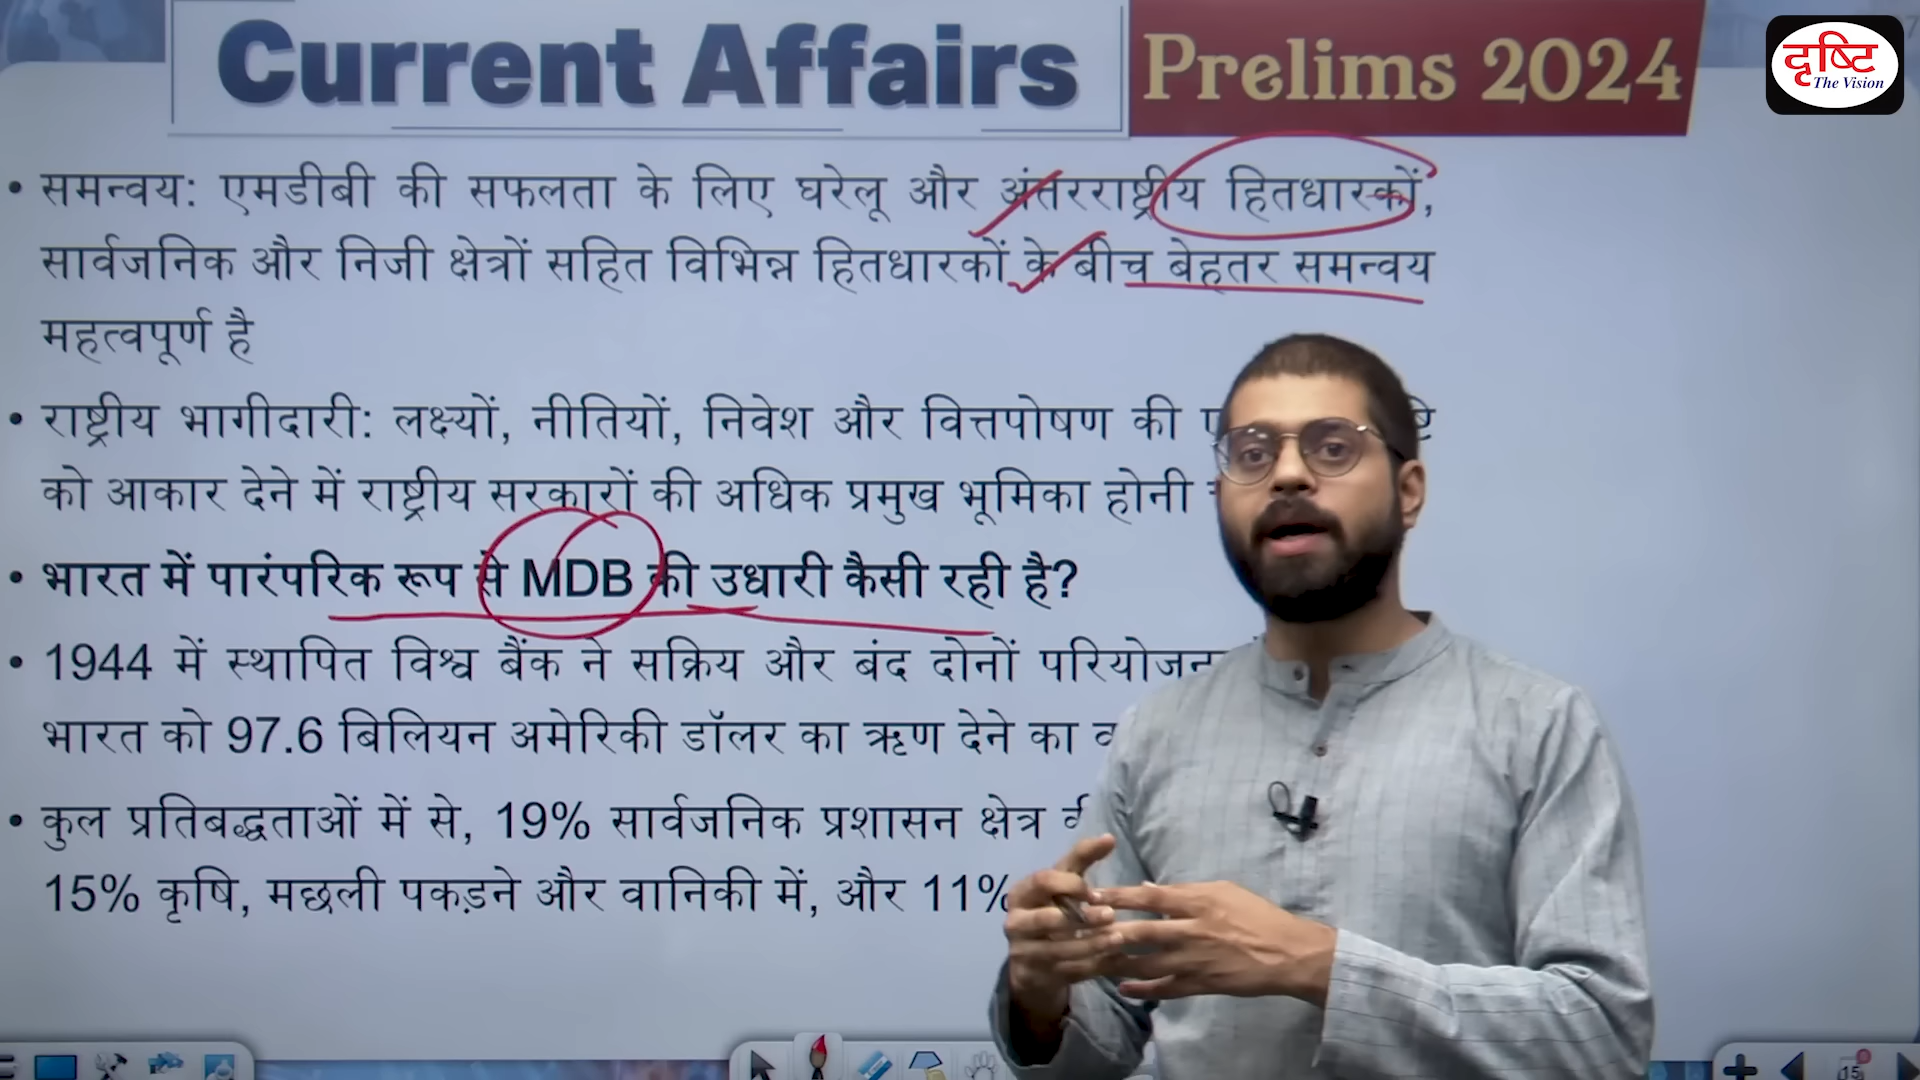 Current Affairs Prelims 2024
दृष्टि
The Vision
• समन्वय: एमडीबी की सफलता के लिए घरेलू और अंतरराष्ट्रीय हितधारकों,
सार्वजनिक और निजी क्षेत्रों सहित विभिन्न हितधारकों के बीच बेहतर समन्वय
महत्वपूर्ण है
• राष्ट्रीय भागीदारी: लक्ष्यों, नीतियों, निवेश और वित्तपोषण की
को आकार देने में राष्ट्रीय सरकारों की अधिक प्रमुख भूमिका होनी
• भारत में पारंपरिक रूप से MDB की उधारी कैसी रही है?
• 1944 में स्थापित विश्व बैंक ने सक्रिय और बंद दोनों
भारत को 97.6 बिलियन अमेरिकी डॉलर का ऋण देने का
• कुल प्रतिबद्धताओं में से, 19% सार्वजनिक प्रशासन क्षेत्र
15% कृषि, मछली पकड़ने और वानिकी में, और 11%
15